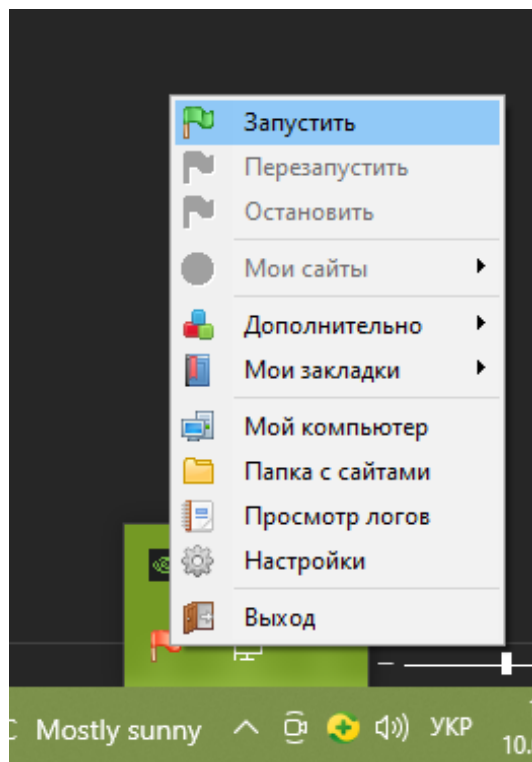 Запустить
Перезапустить
Остановить
Мои сайты
Дополнительно
Мои закладки
Мой компьютер
Папка с сайтами
Просмотр логов
Настройки
Выход
Mostly sunny
УКР
10.